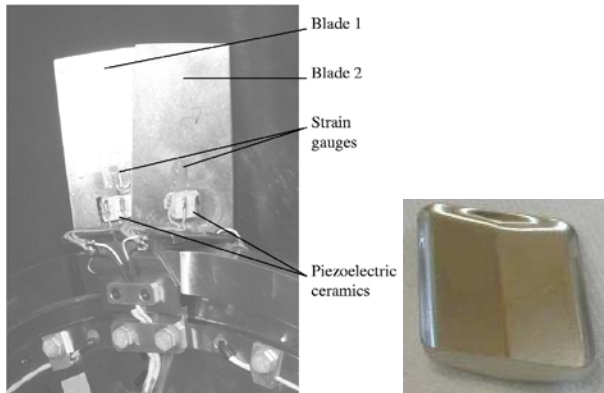 Blade 1
Blade 2
Strain
gauges
Piezoelectric
ceramics